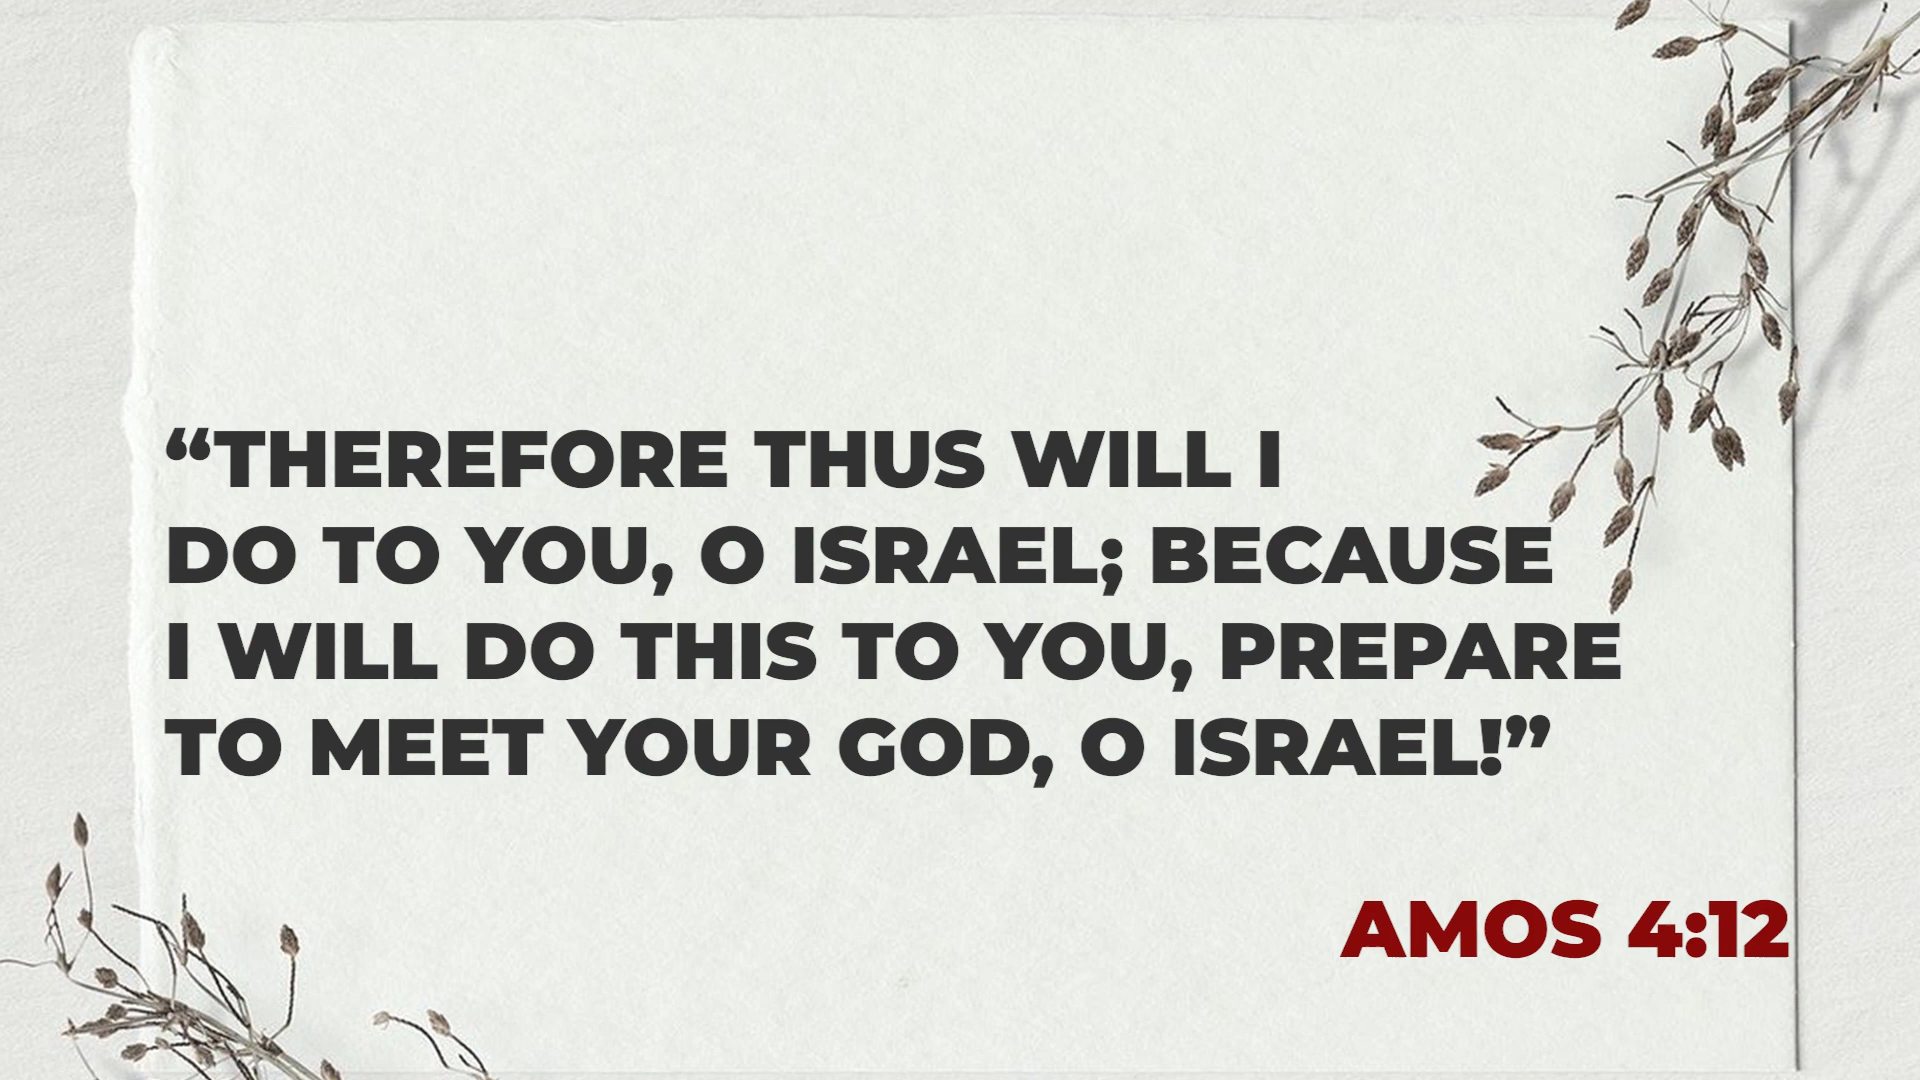 “THEREFORE THUS WILL I
DO TO YOU, O ISRAEL; BECAUSE
I WILL DO THIS TO YOU, PREPARE
TO MEET YOUR GOD, O ISRAEL!”
AMOS 4:12